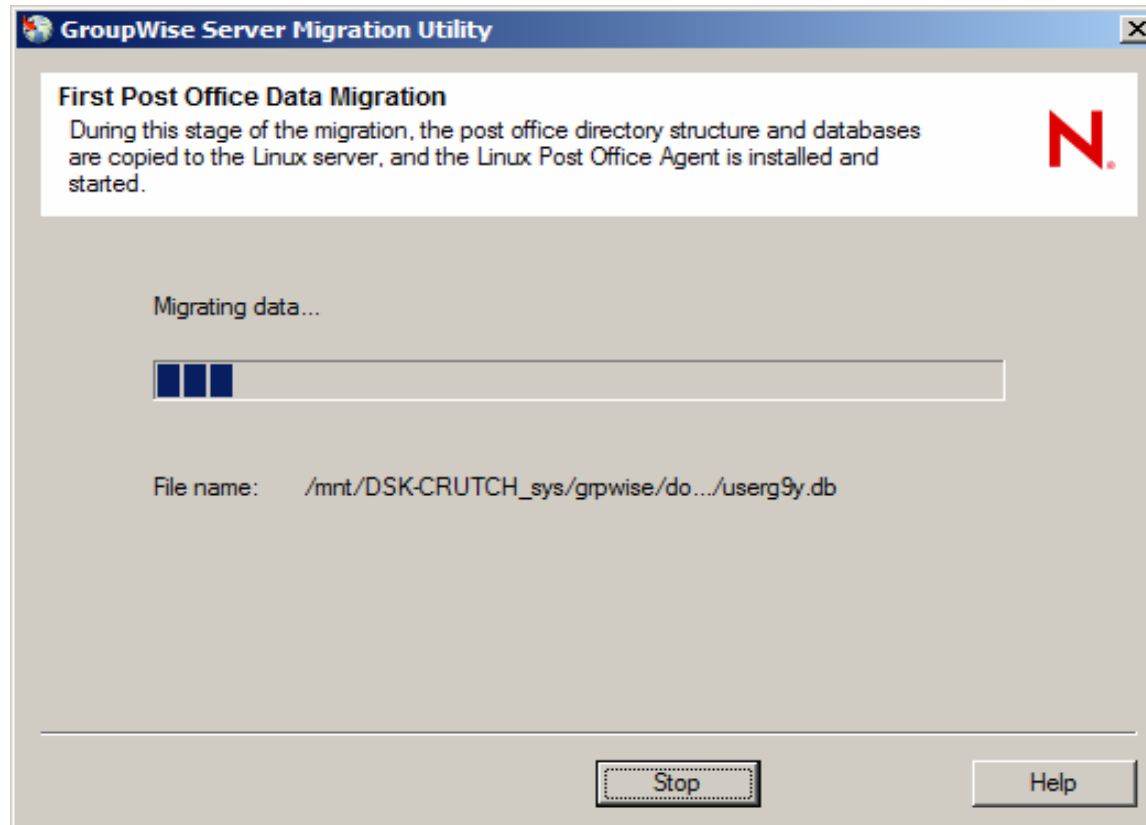 GroupWise Server Migration Utility
First Post Office Data Migration
During this stage of the migration, the post office directory structure and databases
are copied to the Linux server, and the Linux Post Office Agent is installed and
started.
N.
Migrating data...
File name: /mnt/DSK-CRUTCH_sys/grpwise/do.../userg9y.db
Stop Help